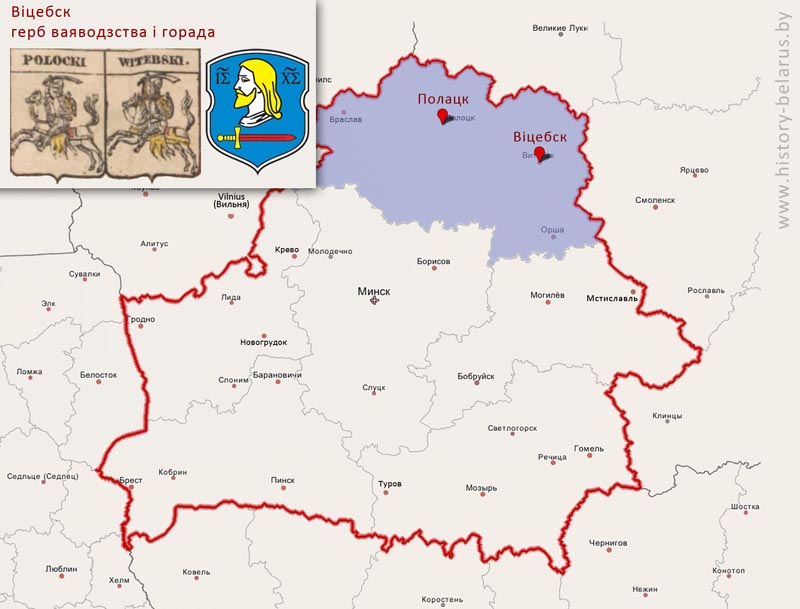 Віцебск
герб ваяводзства і горада
POLOCKI
WITEBSKI.
ІС ХС
Великие Луки
www.history-belarus.by
Полацк
Браслав
Віцебск
Ярцево
Смоленск
Vilnius
(Вильня)
Орша
Алитус
Крево
Молодечно
Борисов
Сувалки
Минск
Рославль
Лида
Могилёв
Мстиславль
Элк
Гродно
Новогрудок
Ломжа
Белосток
Слоним
Барановичи
Бобруйск
Слуцк
Клинцы
Светлогорск
Гомель
Речица
Седльце (Седлец)
Брест
Кобрин
Пинск
Туров
Мозырь
Шостка
Чернигов
Люблин
Хелм
Ковель
Конотоп
Нежин
Коростень